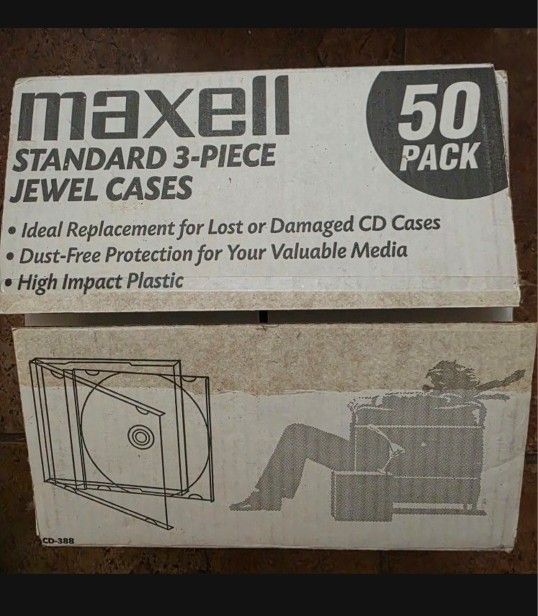 maxell
STANDARD 3-PIECE
JEWEL CASES
50
PACK
• Ideal Replacement for Lost or Damaged CD Cases
• Dust-Free Protection for Your Valuable Media
• High Impact Plastic
CD-388